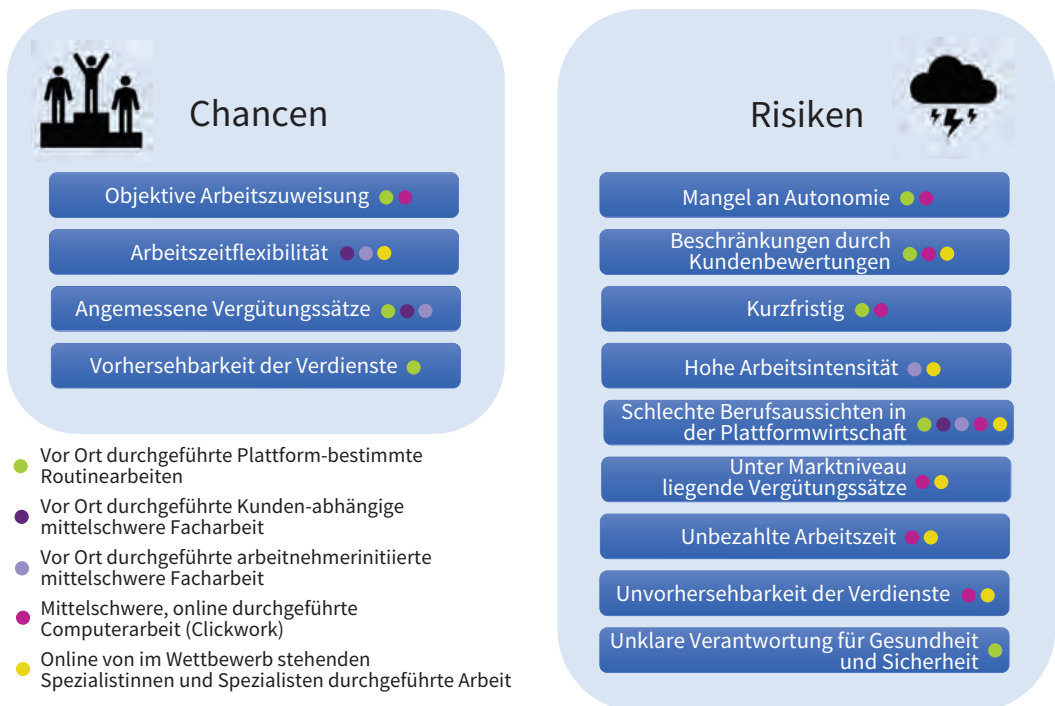 Chancen
Objektive Arbeitszuweisung
Arbeitszeitflexibilität
Angemessene Vergütungssätze
Vorhersehbarkeit der Verdienste
Vor Ort durchgeführte Plattform-bestimmte
Routinearbeiten
Vor Ort durchgeführte Kunden-abhängige
mittelschwere Facharbeit
Vor Ort durchgeführte arbeitnehmerinitiierte
mittelschwere Facharbeit
Mittelschwere, online durchgeführte
Computerarbeit (Clickwork)
Online von im Wettbewerb stehenden
Spezialistinnen und Spezialisten durchgeführte Arbeit
Risiken
Mangel an Autonomie
Beschränkungen durch
Kundenbewertungen
Kurzfristig
Hohe Arbeitsintensität
Schlechte Berufsaussichten in
der Plattformwirtschaft
Unter Marktniveau
liegende Vergütungssätze
Unbezahlte Arbeitszeit
Unvorhersehbarkeit der Verdienste
Unklare Verantwortung für Gesundheit
und Sicherheit